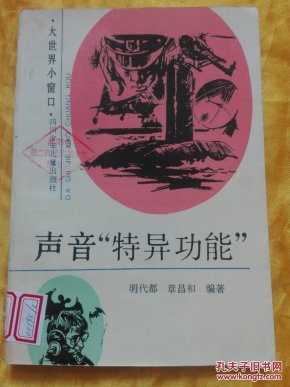 ·大世界小窗口·
四川少年儿童出版社
DA SHI JIE XIAO CHUANG KOU
声音“特异功能”
明代都 章昌和 编著
孔夫子旧书网